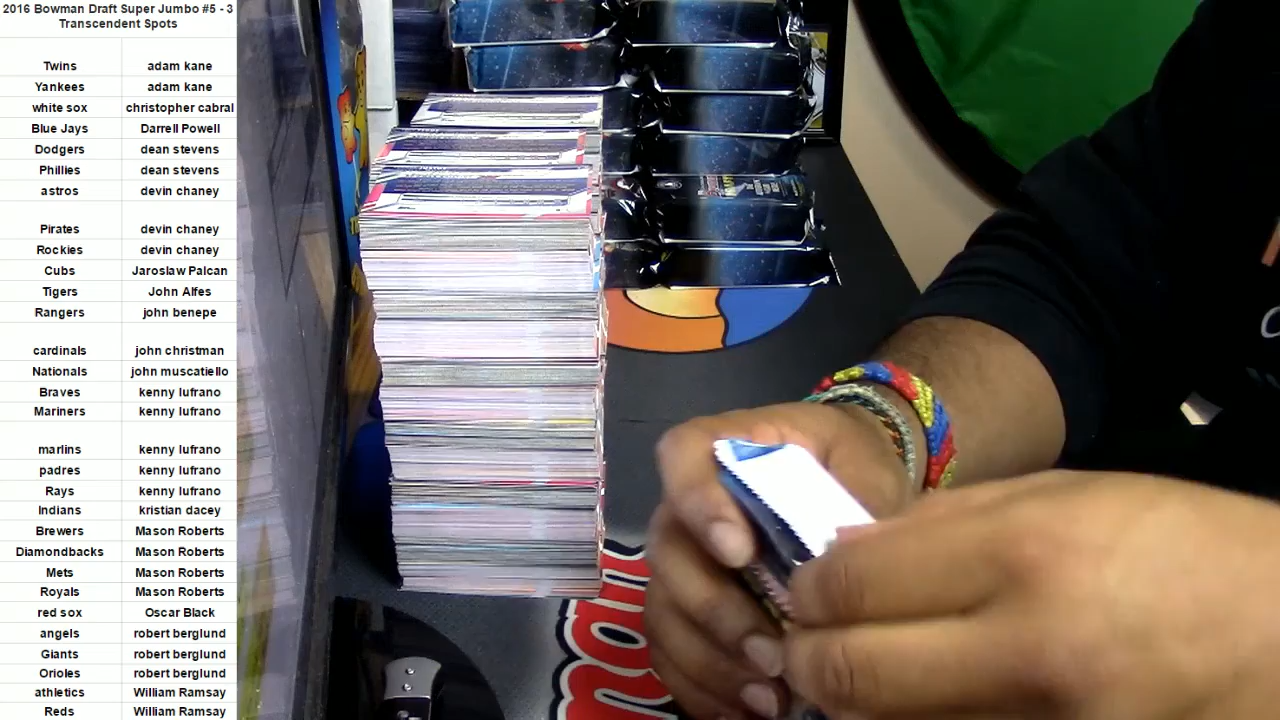 2016 Bowman Draft Super Jumbo #5 - 3
Transcendent Spots
Twins adam kane
Yankees adam kane
white sox christopher cabral
Blue Jays Darrell Powell
Dodgers dean stevens
Phillies dean stevens
astros devin chaney
Pirates devin chaney
Rockies devin chaney
Cubs Jaroslaw Palcan
Tigers John Alfes
Rangers john benepe
cardinals john christman
Nationals john muscatiello
Braves kenny lufrano
Mariners kenny lufrano
marlins kenny lufrano
padres kenny lufrano
Rays kenny lufrano
Indians kristian dacey
Brewers Mason Roberts
Diamondbacks Mason Roberts
Mets Mason Roberts
Royals Mason Roberts
red sox Oscar Black
angels robert berglund
Giants robert berglund
Orioles robert berglund
athletics William Ramsay
Reds William Ramsay